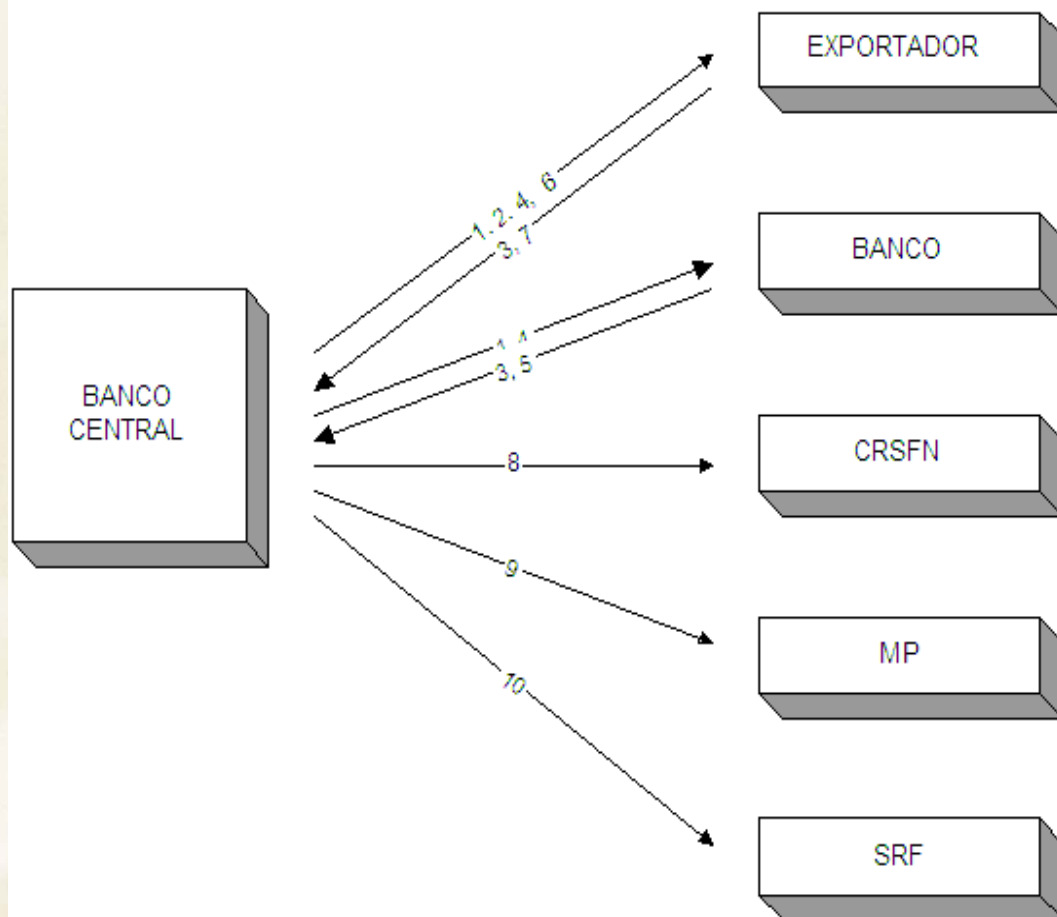 EXPORTADOR
1, 2. 4, 6
3, 7
BANCO
3, 5
BANCO
CENTRAL
CRSFN
8
9
MP
10
SRF